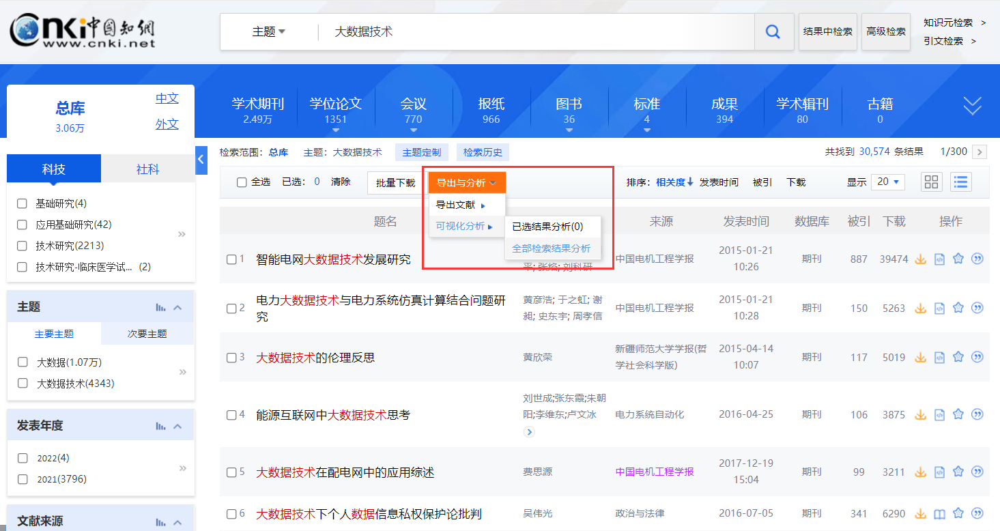 cnki中国知網
www.cnki.net
主题
大数据技术
结果中检索
高级检索
知识元检索 >
引文检索 >
总库
3.06万
中文
外文
学术期刊
2.49万
学位论文
1351
会议
770
报纸
966
图书
36
标准
4
成果
394
学术辑刊
80
古籍
0
科技
社科
基础研究(4)
应用基础研究(42)
技术研究(2213)
技术研究-临床医学试... (2)
主题
主要主题
次要主题
大数据(1.07万)
大数据技术(4343)
发表年度
2022(4)
2021(3796)
文献来源
检索范围：总库 主题：大数据技术 主题定制 检索历史 共找到 30,574 条结果 1/300 >
全选 已选：0 清除 批量下载 导出与分析 排序：相关度 发表时间 被引 下载 显示 20
导出文献
可视化分析
已选结果分析(0)
全部检索结果分析
题名 来源 发表时间 数据库 被引 下载 操作
1 智能电网大数据技术发展研究 平; 张焰; 刘科研 中国电机工程学报 2015-01-21
10:26 期刊 887 39474
2 电力大数据技术与电力系统仿真计算结合问题研
究
黄彦浩; 于之虹; 谢
昶; 史东宇; 周孝信
中国电机工程学报 2015-01-21
10:28 期刊 150 5263
3 大数据技术的伦理反思 黄欣荣 新疆师范大学学报(哲
学社会科学版)
2015-04-14
10:07 期刊 117 5019
4 能源互联网中大数据技术思考 刘世成;张东霞;朱朝
阳;李维东;卢文冰
电力系统自动化 2016-04-25 期刊 106 3875
5 大数据技术在配电网中的应用综述 费思源 中国电机工程学报 2017-12-19
15:04 期刊 99 3211
6 大数据技术下个人数据信息私权保护论批判 吴伟光 政治与法律 2016-07-05 期刊 341 6290